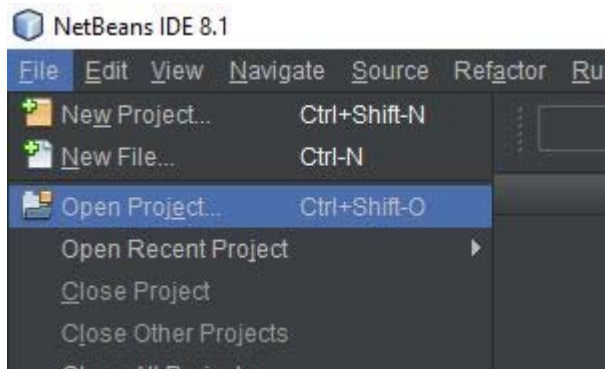 NetBeans IDE 8.1
File Edit View Navigate Source Refactor Ru
New Project... Ctrl+Shift-N
New File... Ctrl-N
Open Project... Ctrl+Shift-O
Open Recent Project
Close Project
Close Other Projects